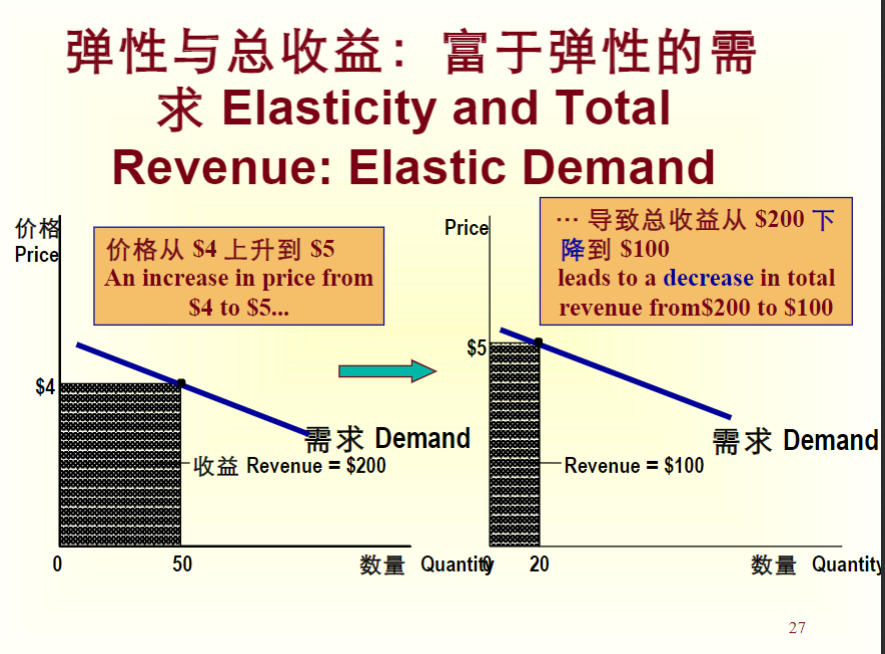 弹性与总收益：富于弹性的需
求 Elasticity and Total
Revenue: Elastic Demand
价格
Price
价格从 $4 上升到 $5
An increase in price from
$4 to $5...
$4
需求 Demand
收益 Revenue = $200
0
50
数量 Quantity
Price
… 导致总收益从 $200 下
降到 $100
leads to a decrease in total
revenue from$200 to $100
$5
需求 Demand
Revenue = $100
0
20
数量 Quantity
27